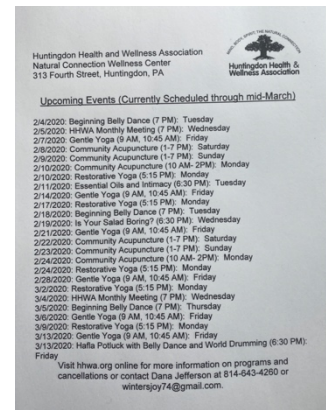 MIND, BODY, SPIRIT: THE NATURAL CONNECTION
Huntingdon Health and Wellness Association
Natural Connection Wellness Center
313 Fourth Street, Huntingdon, PA
Huntingdon Health &
Wellness Association
Upcoming Events (Currently Scheduled through mid-March)
2/4/2020: Beginning Belly Dance (7 PM): Tuesday
2/5/2020: HHWA Monthly Meeting (7 PM): Wednesday
2/7/2020: Gentle Yoga (9 AM, 10:45 AM): Friday
2/8/2020: Community Acupuncture (1-7 PM): Saturday
2/9/2020: Community Acupuncture (1-7 PM): Sunday
2/10/2020: Community Acupuncture (10 AM- 2PM): Monday
2/10/2020: Restorative Yoga (5:15 PM): Monday
2/11/2020: Essential Oils and Intimacy (6:30 PM): Tuesday
2/14/2020: Gentle Yoga (9 AM, 10:45 AM): Friday
2/17/2020: Restorative Yoga (5:15 PM): Monday
2/18/2020: Beginning Belly Dance (7 PM): Tuesday
2/19/2020: Is Your Salad Boring? (6:30 PM): Wednesday
2/21/2020: Gentle Yoga (9 AM, 10:45 AM): Friday
2/22/2020: Community Acupuncture (1-7 PM): Saturday
2/23/2020: Community Acupuncture (1-7 PM): Sunday
2/24/2020: Community Acupuncture (10 AM- 2PM): Monday
2/24/2020: Restorative Yoga (5:15 PM): Monday
2/28/2020: Gentle Yoga (9 AM, 10:45 AM): Friday
3/2/2020: Restorative Yoga (5:15 PM): Monday
3/4/2020: HHWA Monthly Meeting (7 PM): Wednesday
3/5/2020: Beginning Belly Dance (7 PM): Thursday
3/6/2020: Gentle Yoga (9 AM, 10:45 AM): Friday
3/9/2020: Restorative Yoga (5:15 PM): Monday
3/13/2020: Gentle Yoga (9 AM, 10:45 AM): Friday
3/13/2020: Hafla Potluck with Belly Dance and World Drumming (6:30 PM):
Friday
Visit hhwa.org online for more information on programs and
cancellations or contact Dana Jefferson at 814-643-4260 or
wintersjoy74@gmail.com.